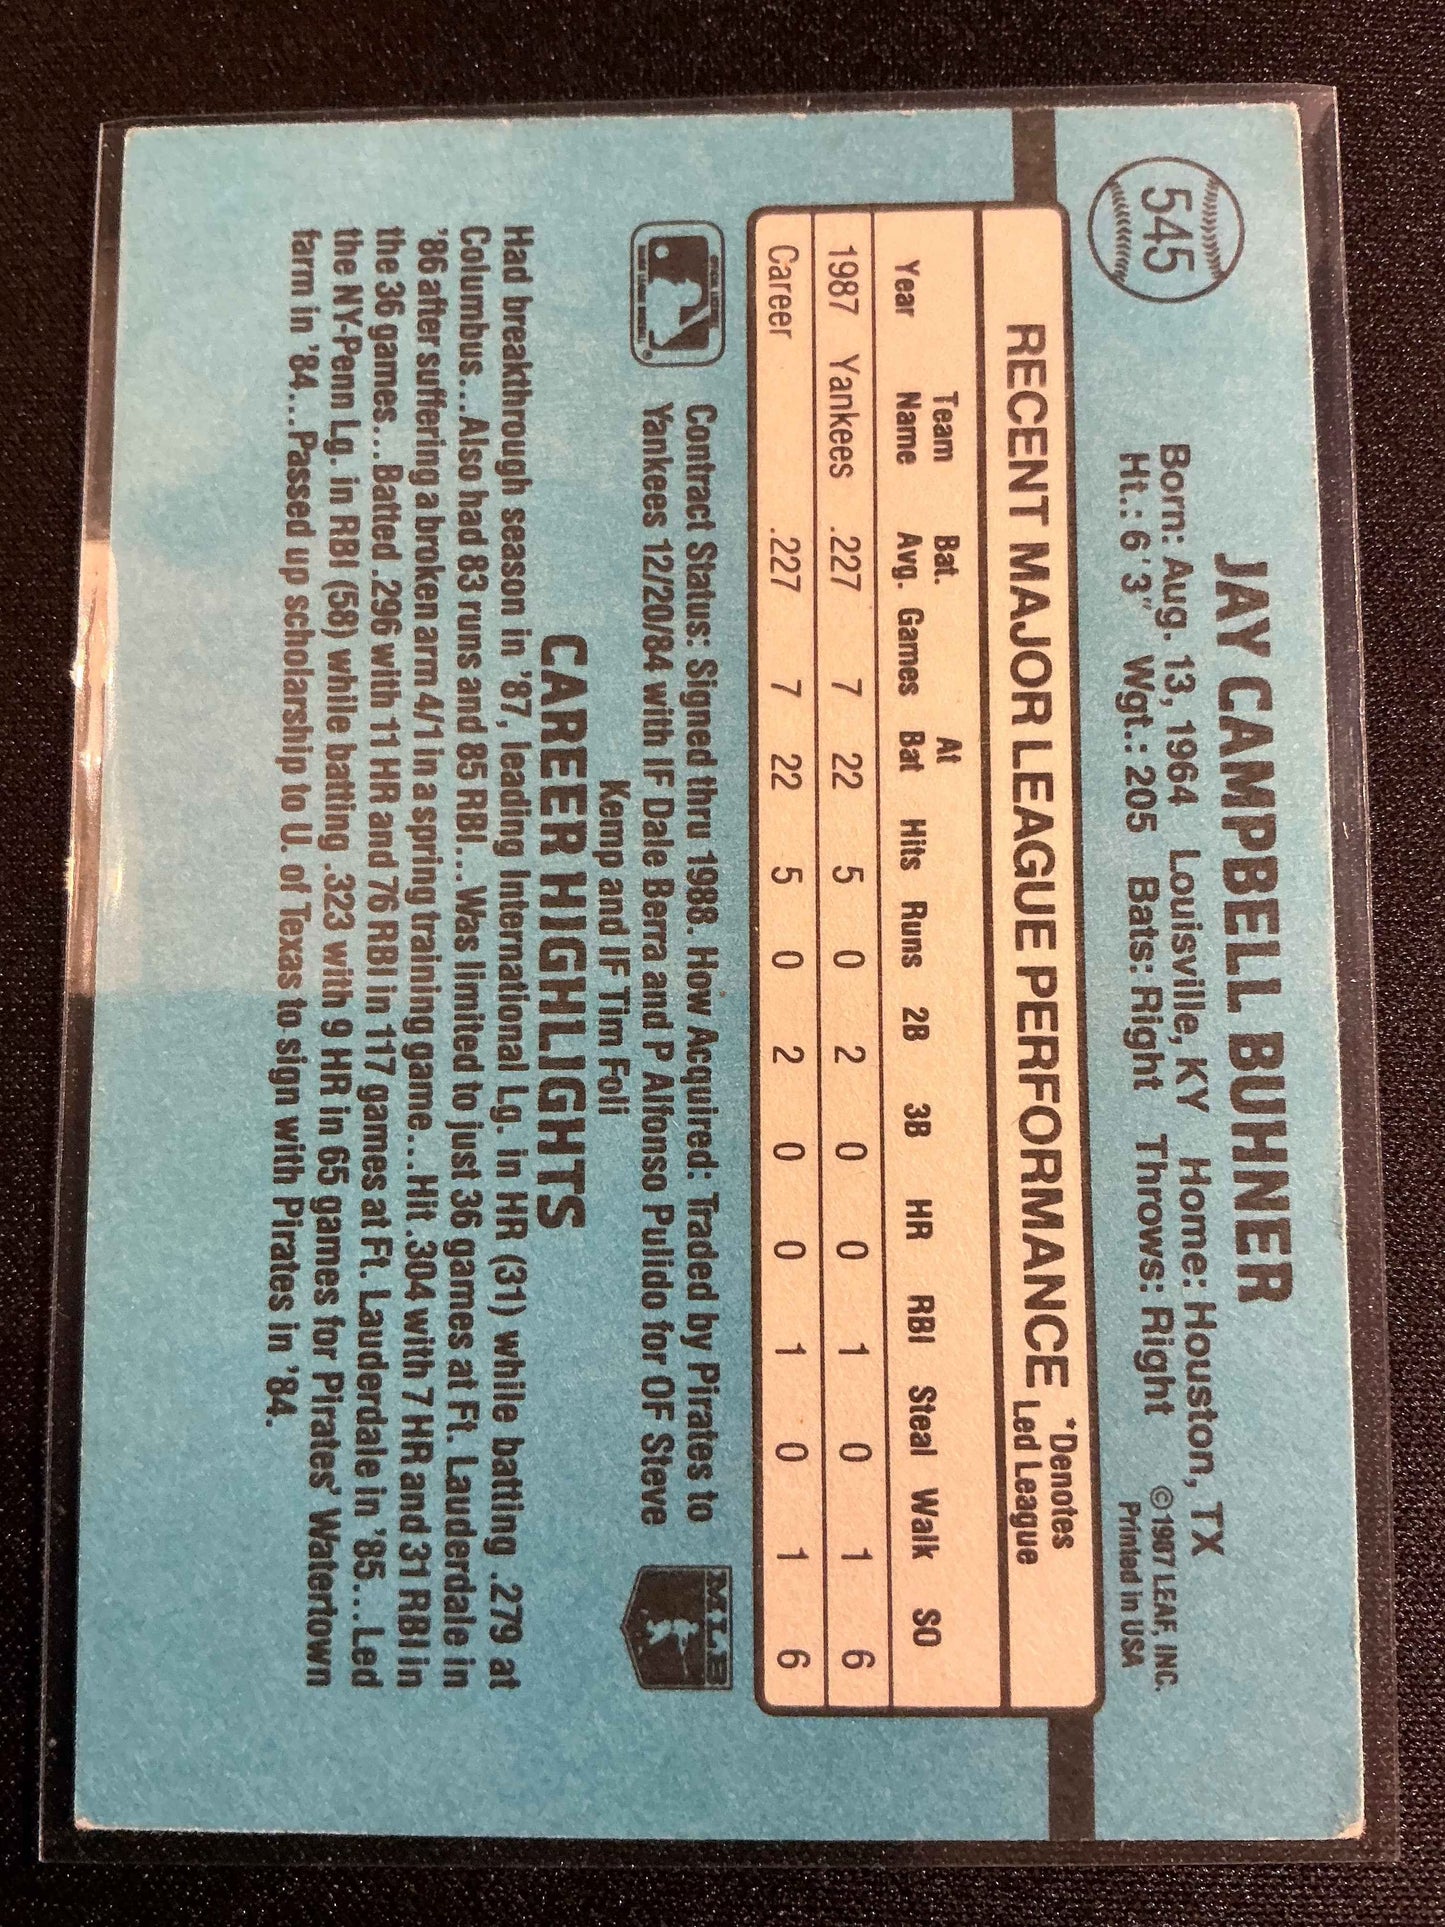 545
JAY CAMPBELL BUHNER
Born: Aug. 13, 1964 Louisville, KY Home: Houston, TX
Ht.: 6'3" Wgt.: 205 Bats: Right Throws: Right
©1987 LEAF, INC.
Printed in USA
RECENT MAJOR LEAGUE PERFORMANCE *Denotes Led League
Year Team Name Bat. Avg. Games At Bat Hits Runs 2B 3B HR RBI Steal Walk SO
1987 Yankees .227 7 22 5 0 2 0 0 1 0 1 6
Career .227 7 22 5 0 2 0 0 1 0 1 6
Contract Status: Signed thru 1988. How Acquired: Traded by Pirates to
Yankees 12/20/84 with IF Dale Berra and P Alfonso Pulido for OF Steve
Kemp and IF Tim Foli
CAREER HIGHLIGHTS
Had breakthrough season in '87, leading International Lg. in HR (31) while batting .279 at
Columbus...Also had 83 runs and 85 RBI...Was limited to just 36 games at Ft. Lauderdale in
'86 after suffering a broken arm 4/1 in a spring training game...Hit .304 with 7 HR and 31 RBI in
the 36 games...Batted .296 with 11 HR and 76 RBI in 117 games at Ft. Lauderdale in '85...Led
the NY-Penn Lg. in RBI (58) while batting .323 with 9 HR in 65 games for Pirates' Watertown
farm in '84...Passed up scholarship to U. of Texas to sign with Pirates in '84.